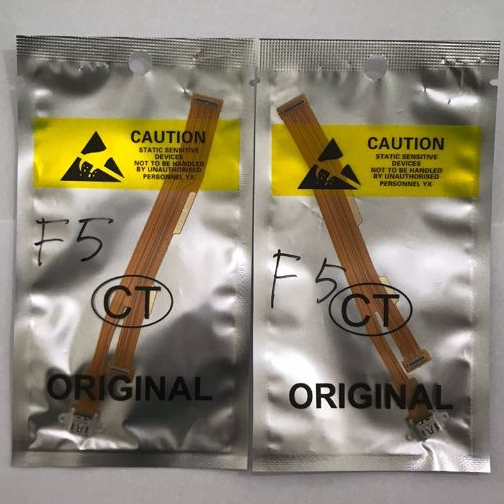 CAUTION
STATIC SENSITIVE
DEVICES
NOT TO BE HANDLED
BY UNAUTHORISED
PERSONNEL YX
F5
CT
ORIGINAL
CAUTION
STATIC SENSITIVE
DEVICES
NOT TO BE HANDLED
BY UNAUTHORISED
PERSONNEL YX
F5
CT
ORIGINAL